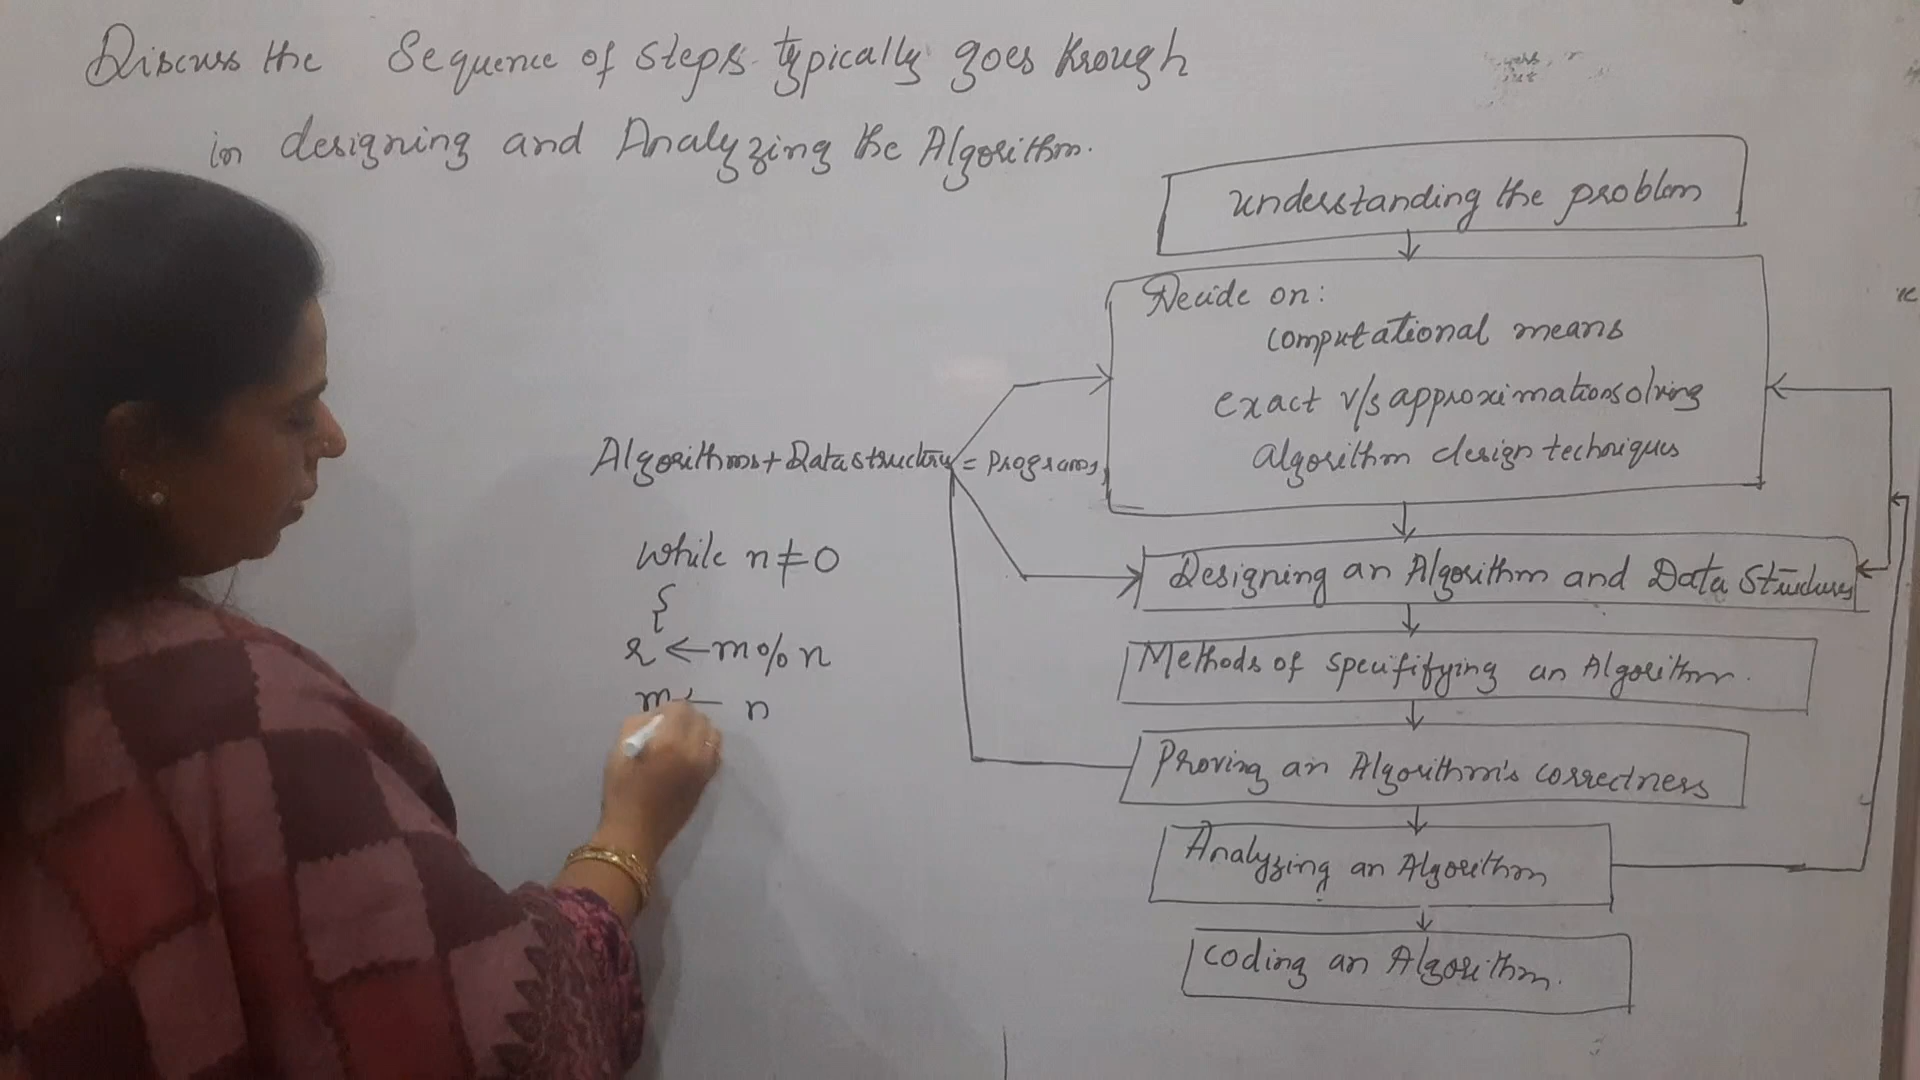 Discuss the Sequence of steps typically goes through
in designing and Analyzing the Algorithm.
understanding the problem
Decide on:
computational means
exact v/s approximation solving
algorithm design techniques
Algorithms + Datastructure = programs
Designing an Algorithm and Data Structures
Methods of specififying an Algorithm.
Proving an Algorithm's correctness
Analyzing an Algorithm
Coding an Algorithm.
while n ≠ 0
{
r ← m % n
m ← n